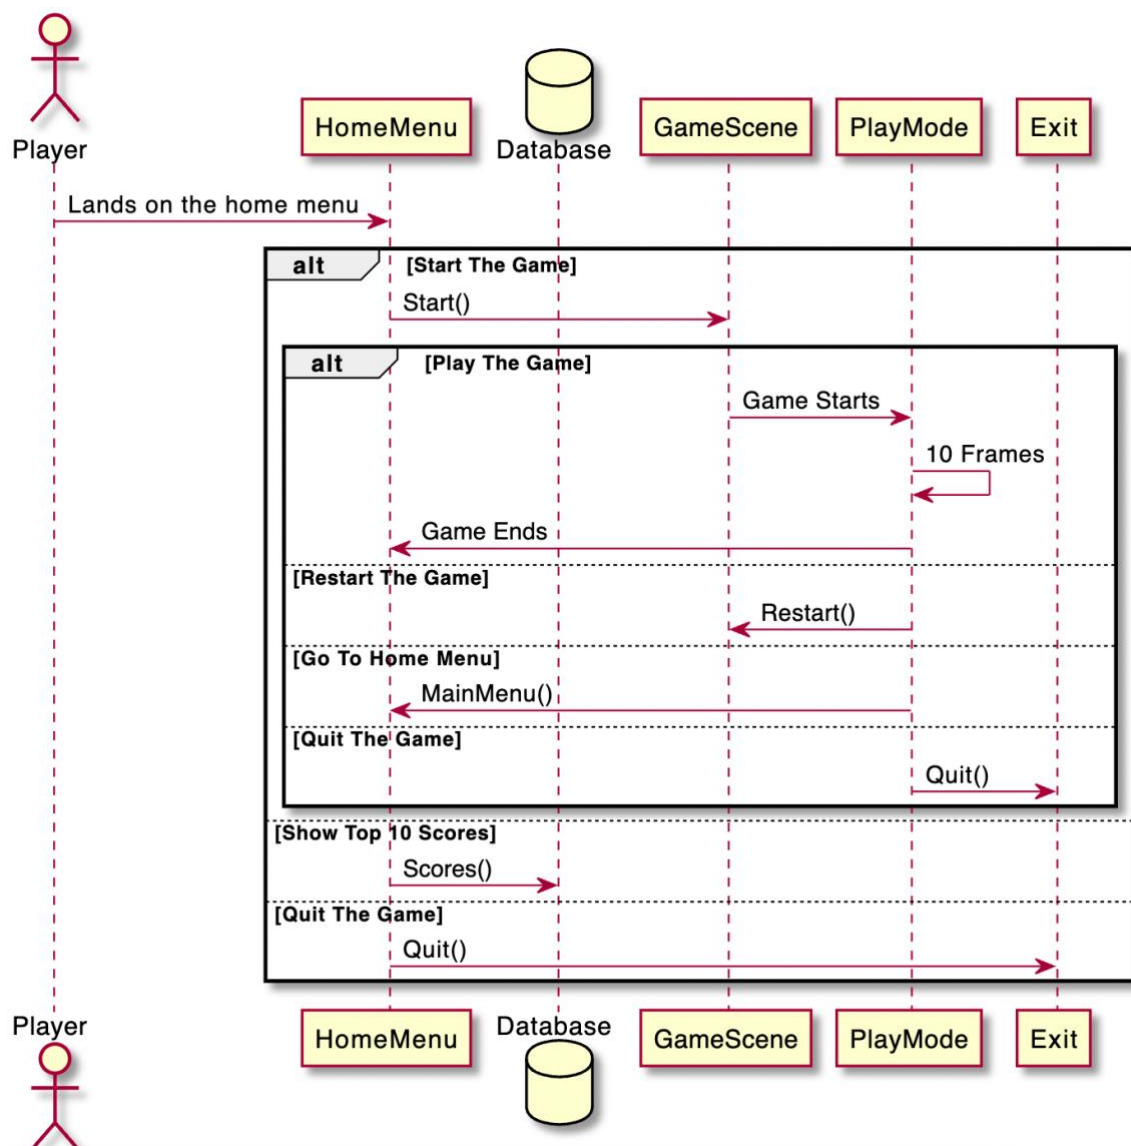 Player
HomeMenu
Database
GameScene
PlayMode
Exit
Lands on the home menu
alt
[Start The Game]
Start()
alt
[Play The Game]
Game Starts
10 Frames
Game Ends
[Restart The Game]
Restart()
[Go To Home Menu]
MainMenu()
[Quit The Game]
Quit()
[Show Top 10 Scores]
Scores()
[Quit The Game]
Quit()
Player
HomeMenu
Database
GameScene
PlayMode
Exit